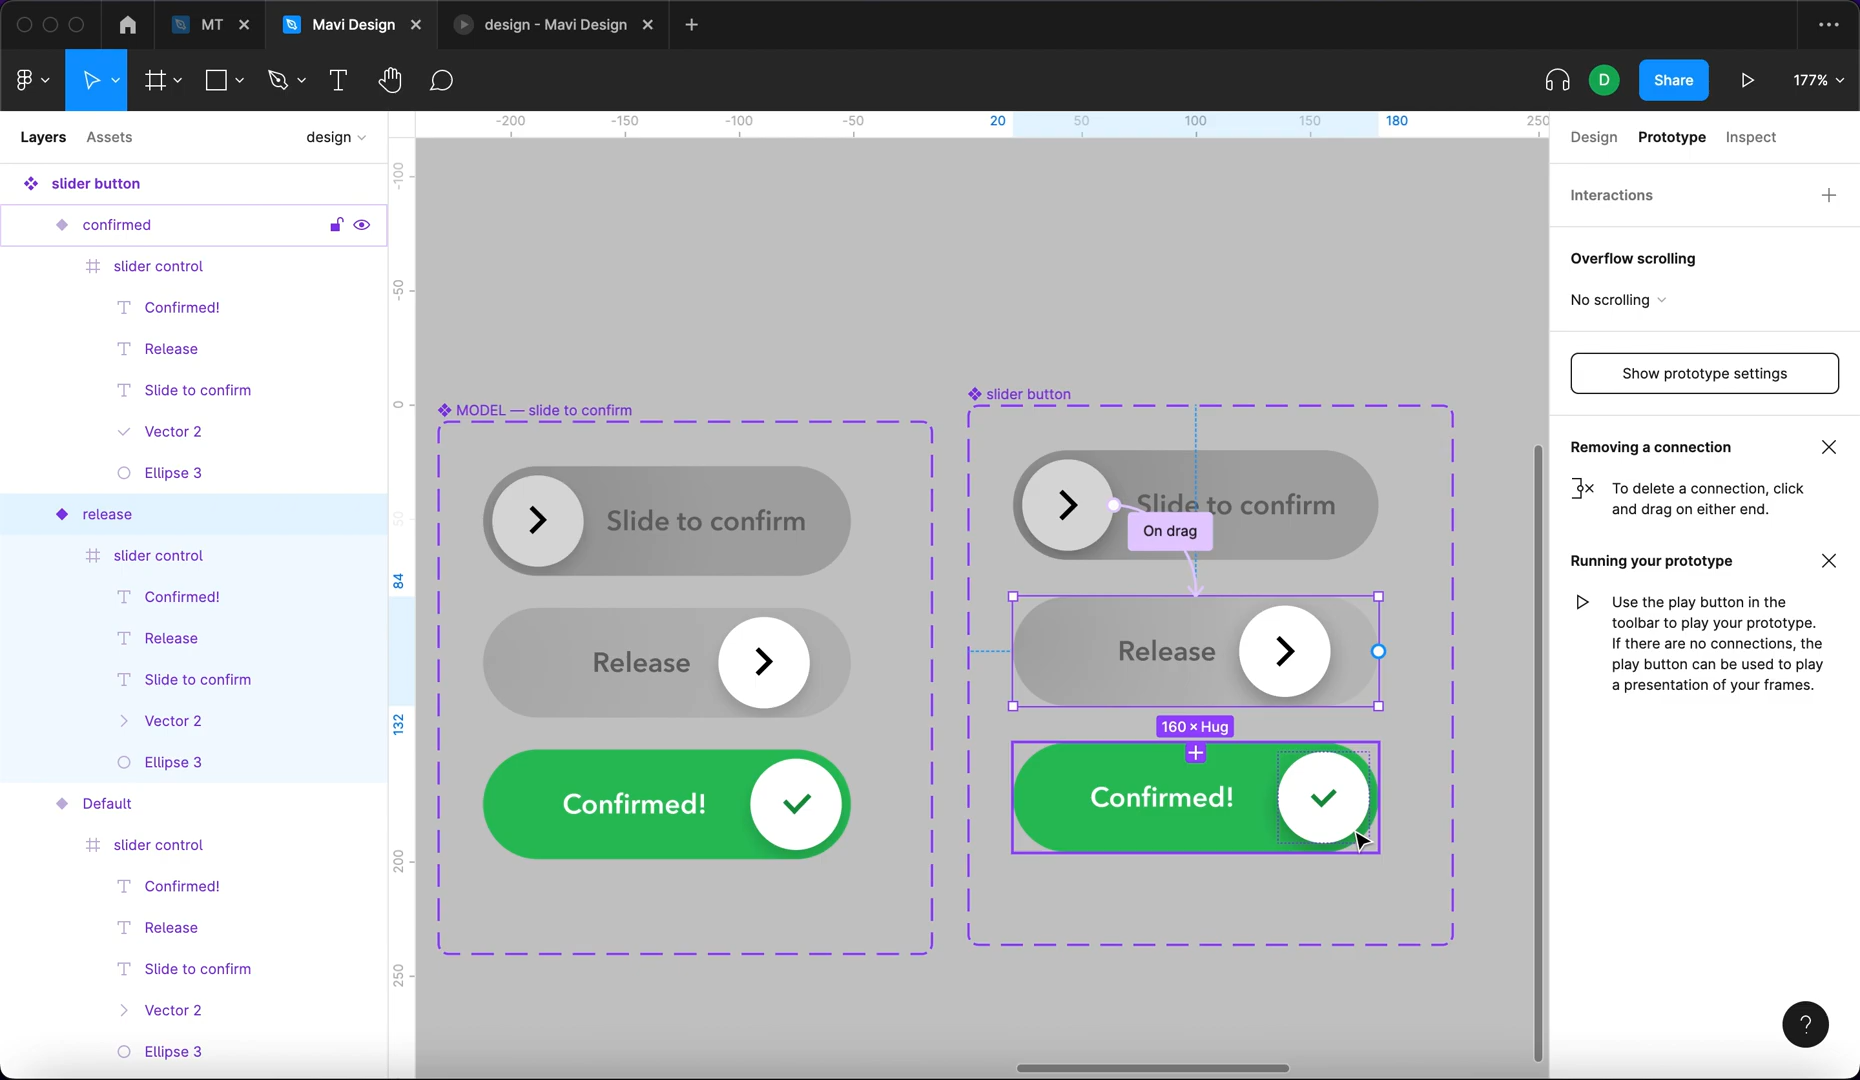 MT
Mavi Design
design - Mavi Design
D
Share
177%
Layers
Assets
design
slider button
confirmed
slider control
Confirmed!
Release
Slide to confirm
Vector 2
Ellipse 3
release
slider control
Confirmed!
Release
Slide to confirm
Vector 2
Ellipse 3
Default
slider control
Confirmed!
Release
Slide to confirm
Vector 2
Ellipse 3
-200
-150
-100
-50
20
50
100
150
180
250
-100
-50
0
50
84
132
200
250
MODEL — slide to confirm
Slide to confirm
Release
Confirmed!
slider button
Slide to confirm
On drag
Release
160 × Hug
Confirmed!
Design
Prototype
Inspect
Interactions
Overflow scrolling
No scrolling
Show prototype settings
Removing a connection
To delete a connection, click
and drag on either end.
Running your prototype
Use the play button in the
toolbar to play your prototype.
If there are no connections, the
play button can be used to play
a presentation of your frames.
?